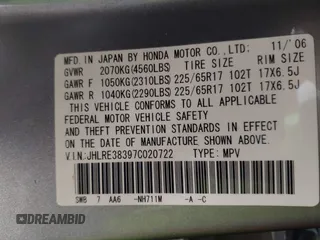 MFD. IN JAPAN BY HONDA MOTOR CO., LTD. 11/'06
GVWR 2070KG(4560LBS) TIRE SIZE RIM SIZE
GAWR F 1050KG(2310LBS) 225/65R17 102T 17X6.5J
GAWR R 1040KG(2290LBS) 225/65R17 102T 17X6.5J
THIS VEHICLE CONFORMS TO ALL APPLICABLE
FEDERAL MOTOR VEHICLE SAFETY
AND THEFT PREVENTION STANDARDS IN EFFECT
ON THE DATE OF MANUFACTURE SHOWN ABOVE.
V.I.N: JHLRE38397C020722 TYPE: MPV
SWB 7 AA6 -NH711M -A -C
DREAMBID